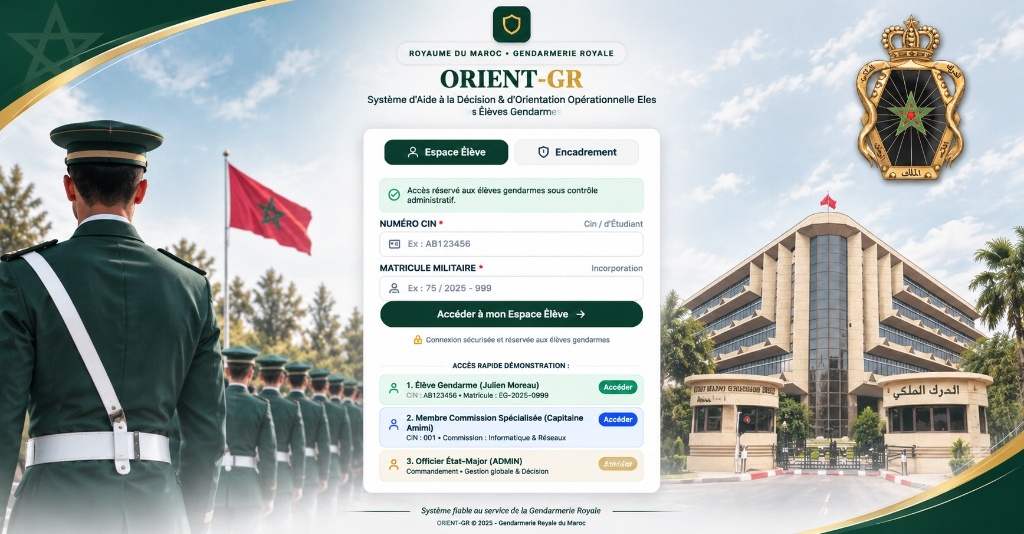 ROYAUME DU MAROC • GENDARMERIE ROYALE
ORIENT-GR
Système d'Aide à la Décision & d'Orientation Opérationnelle Eles
s Èlèves Gendarmes
Espace Élève
Encadrement
Accès réservé aux élèves gendarmes sous contrôle
administratif.
NUMÉRO CIN * Cin / d'Étudiant
Ex : AB123456
MATRICULE MILITAIRE * Incorporation
Ex : 75 / 2025 - 999
Accéder à mon Espace Élève →
Connexion sécurisée et réservée aux élèves gendarmes
ACCÈS RAPIDE DÉMONSTRATION :
1. Élève Gendarme (Julien Moreau)
CIN : AB123456 • Matricule : EG-2025-0999
Accéder
2. Membre Commission Spécialisée (Capitaine
Amimi)
CIN : 001 • Commission : Informatique & Réseaux
Accéder
3. Officier État-Major (ADMIN)
Commandement • Gestion globale & Décision
Système fiable au service de la Gendarmerie Royale
ORIENT-GR © 2025 - Gendarmerie Reyale du Maroc
الدرك الملكي